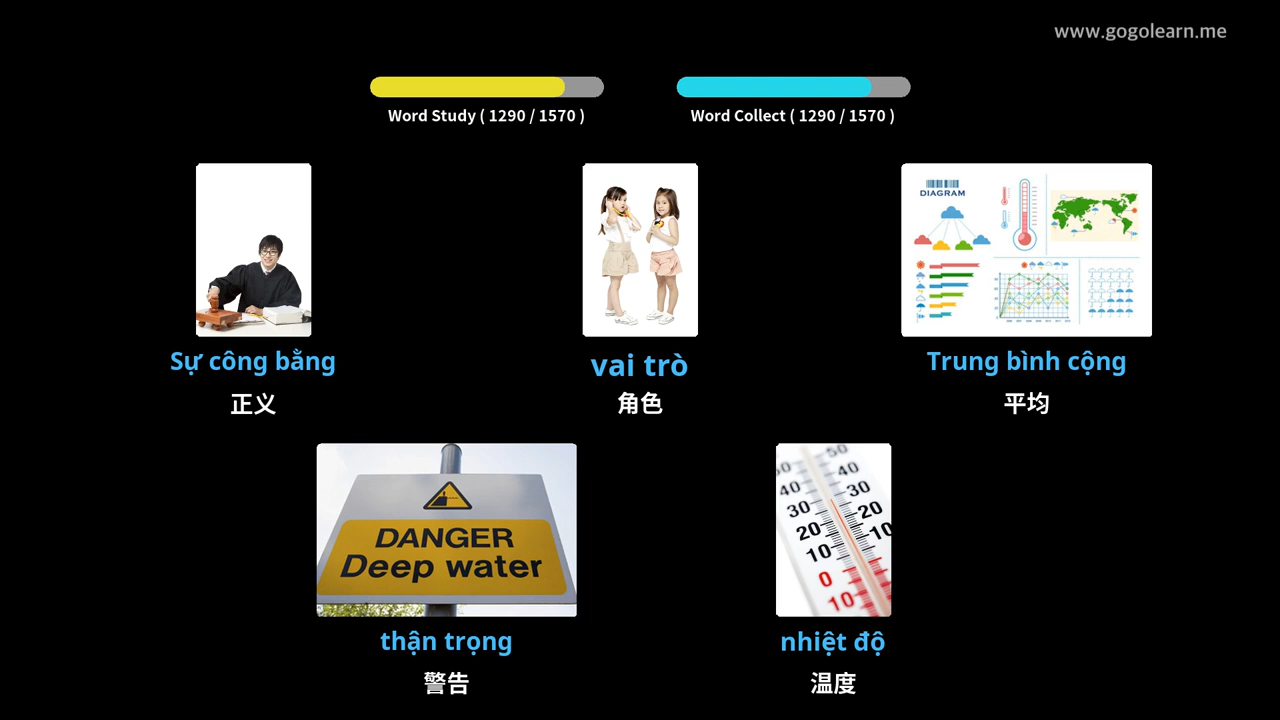 www.gogolearn.me
Word Study ( 1290 / 1570 )
Word Collect ( 1290 / 1570 )
DIAGRAM
Sự công bằng
vai trò
Trung bình cộng
正义
角色
平均
DANGER
Deep water
50
50
40
40
30
30
20
20
10
10
0
10
thận trọng
nhiệt độ
警告
温度